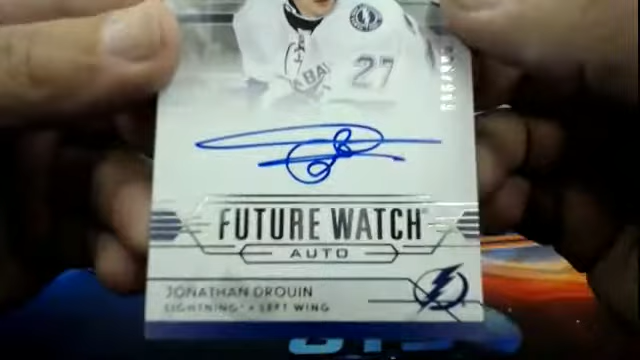 27
FUTURE WATCH
AUTO
JONATHAN DROUIN
LIGHTNING • LEFT WING